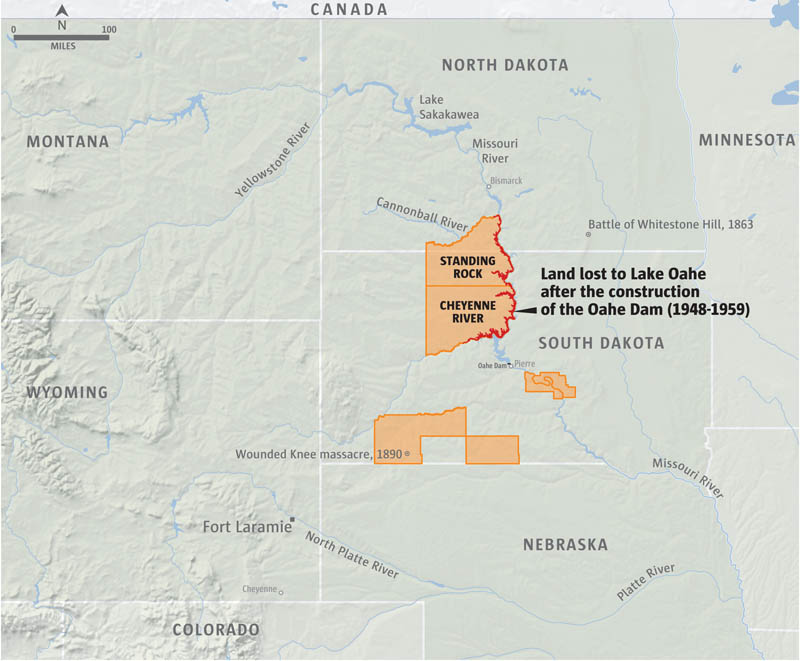 CANADA
N
0 100
MILES
NORTH DAKOTA
Lake
Sakakawea
MONTANA
MINNESOTA
Missouri
River
Yellowstone River
Bismarck
Cannonball River
Battle of Whitestone Hill, 1863
STANDING
ROCK
Land lost to Lake Oahe
after the construction
of the Oahe Dam (1948-1959)
CHEYENNE
RIVER
SOUTH DAKOTA
Oahe Dam
Pierre
WYOMING
Wounded Knee massacre, 1890
Missouri River
Fort Laramie
North Platte River
NEBRASKA
Platte River
Cheyenne
COLORADO